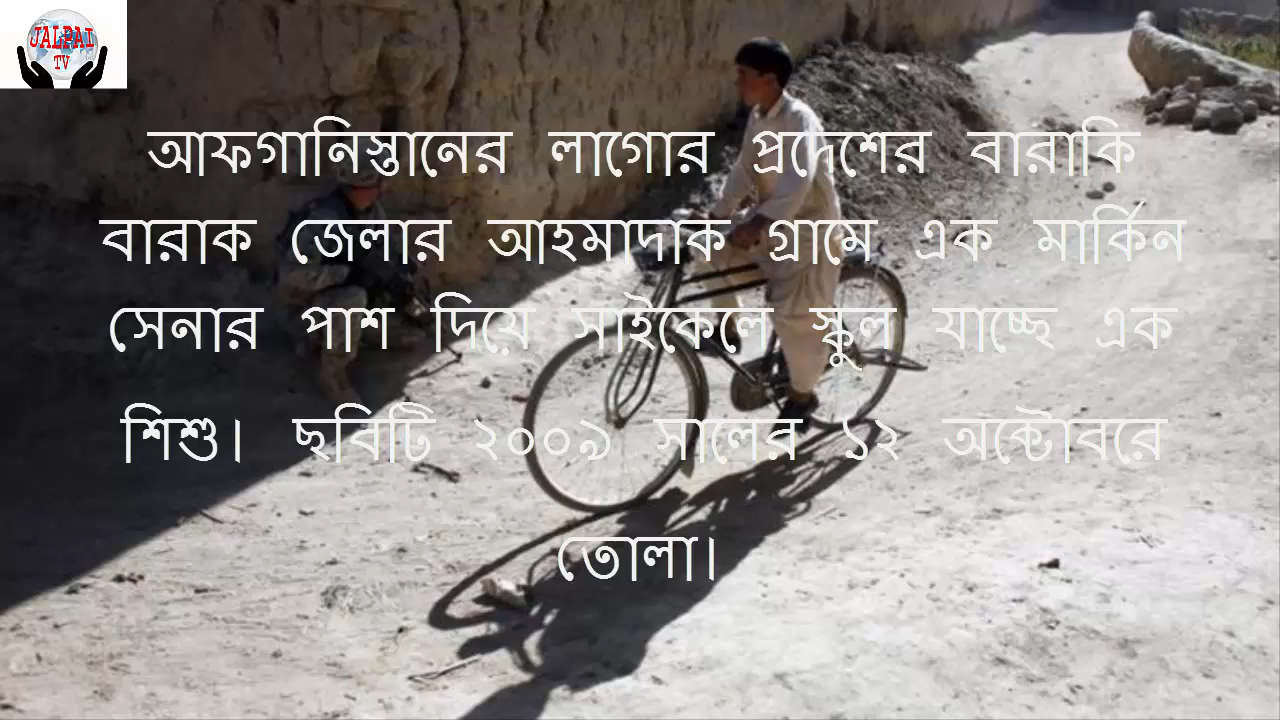 JALPAI
TV
আফগানিস্তানের লাগোর প্রদেশের বারাকি
বারাক জেলার আহমাদাক গ্রামে এক মার্কিন
সেনার পাশ দিয়ে সাইকেলে স্কুল যাচ্ছে এক
শিশু। ছবিটি ২০০৯ সালের ১২ অক্টোবরে
তোলা।